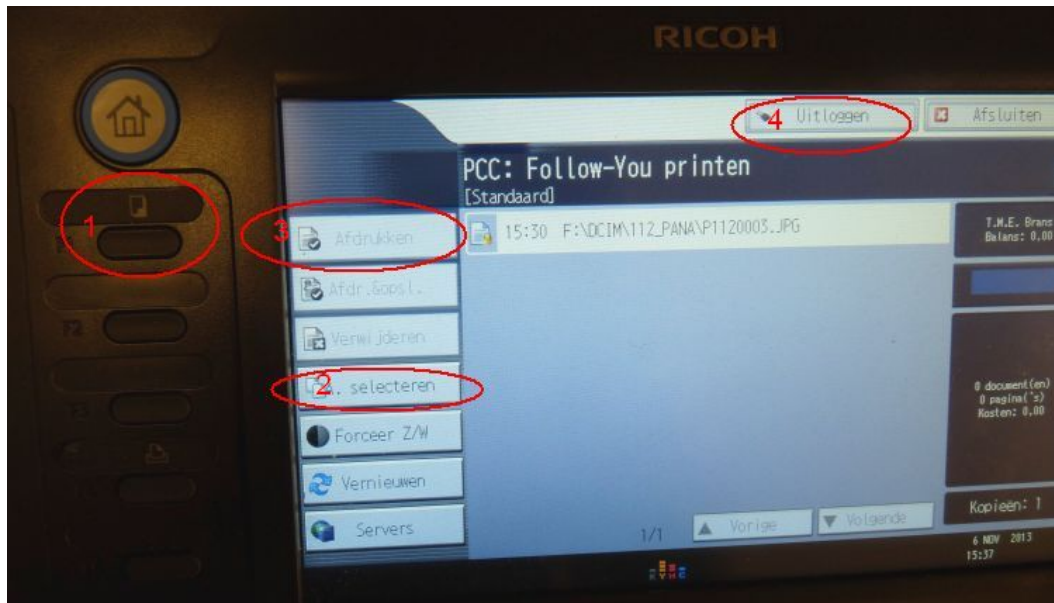 RICOH
4 Uitloggen
Afsluiten
PCC: Follow-You printen
[Standaard]
1
3 Afdrukken
15:30 F:\DCIM\112_PANA\P1120003.JPG
T.M.E. Brans
Balans: 0,00
Afdr.&opsl.
F2
Verwijderen
2. selecteren
0 document(en)
0 pagina('s)
Kosten: 0,00
F3
Forceer Z/W
Vernieuwen
Kopieën: 1
Servers
1/1
Vorige
Volgende
6 NOV 2013
15:37